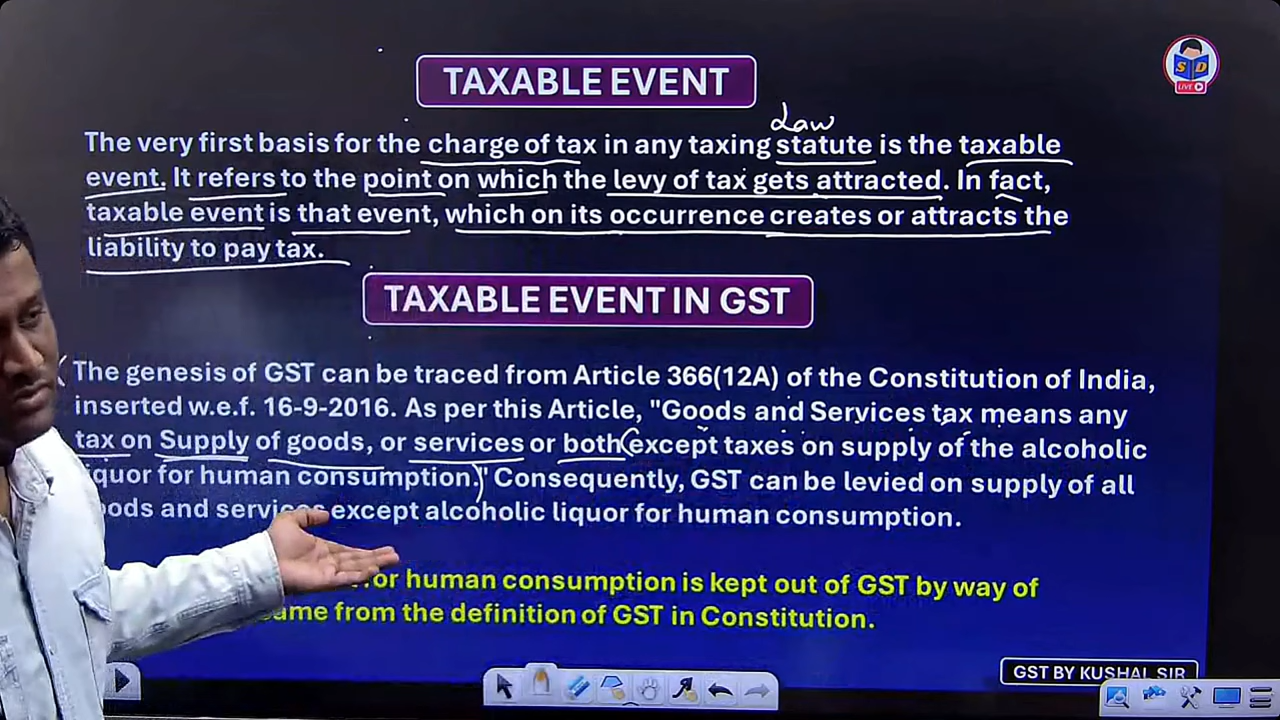 TAXABLE EVENT
S D
LIVE
Law
The very first basis for the charge of tax in any taxing statute is the taxable
event. It refers to the point on which the levy of tax gets attracted. In fact,
taxable event is that event, which on its occurrence creates or attracts the
liability to pay tax.
TAXABLE EVENT IN GST
The genesis of GST can be traced from Article 366(12A) of the Constitution of India,
inserted w.e.f. 16-9-2016. As per this Article, "Goods and Services tax means any
tax on Supply of goods, or services or both except taxes on supply of the alcoholic
quor for human consumption." Consequently, GST can be levied on supply of all
ods and services except alcoholic liquor for human consumption.
or human consumption is kept out of GST by way of
ame from the definition of GST in Constitution.
GST BY KUSHAL SIR